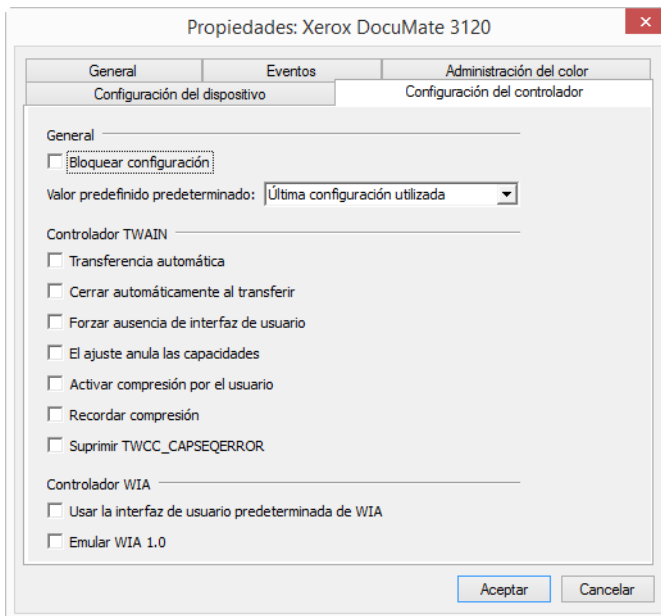 Propiedades: Xerox DocuMate 3120
General
Eventos
Administración del color
Configuración del dispositivo
Configuración del controlador
General
Bloquear configuración
Valor predefinido predeterminado: Última configuración utilizada
Controlador TWAIN
Transferencia automática
Cerrar automáticamente al transferir
Forzar ausencia de interfaz de usuario
El ajuste anula las capacidades
Activar compresión por el usuario
Recordar compresión
Suprimir TWCC_CAPSEQERROR
Controlador WIA
Usar la interfaz de usuario predeterminada de WIA
Emular WIA 1.0
Aceptar
Cancelar